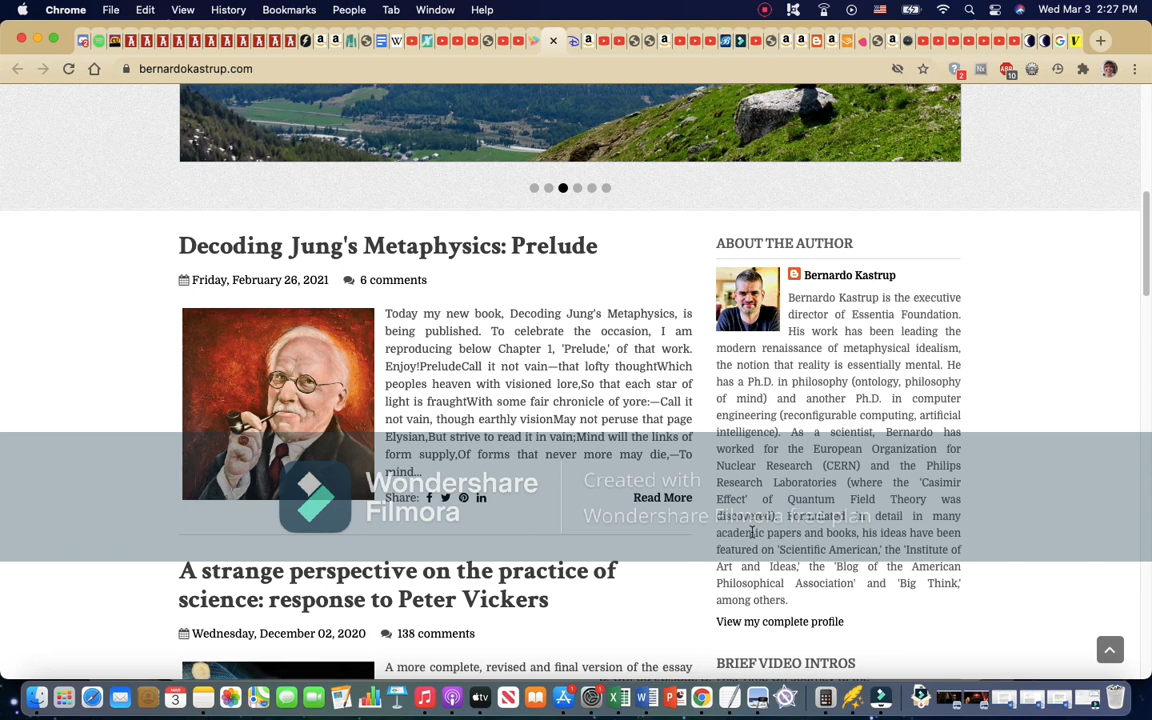 Chrome File Edit View History Bookmarks People Tab Window Help Wed Mar 3 2:27 PM
bernardokastrup.com
Decoding Jung's Metaphysics: Prelude
Friday, February 26, 2021 6 comments
Today my new book, Decoding Jung's Metaphysics, is
being published. To celebrate the occasion, I am
reproducing below Chapter 1, 'Prelude,' of that work.
Enjoy!PreludeCall it not vain—that lofty thoughtWhich
peoples heaven with visioned lore,So that each star of
light is fraughtWith some fair chronicle of yore:—Call it
not vain, though earthly visionMay not peruse that page
Elysian,But strive to read it in vain;Mind will the links of
form supply,Of forms that never more may die,—To
mind...
Share: Read More
A strange perspective on the practice of
science: response to Peter Vickers
Wednesday, December 02, 2020 138 comments
A more complete, revised and final version of the essay
ABOUT THE AUTHOR
Bernardo Kastrup
Bernardo Kastrup is the executive
director of Essentia Foundation.
His work has been leading the
modern renaissance of metaphysical idealism,
the notion that reality is essentially mental. He
has a Ph.D. in philosophy (ontology, philosophy
of mind) and another Ph.D. in computer
engineering (reconfigurable computing, artificial
intelligence). As a scientist, Bernardo has
worked for the European Organization for
Nuclear Research (CERN) and the Philips
Research Laboratories (where the 'Casimir
Effect' of Quantum Field Theory was
discovered). Formulated in detail in many
academic papers and books, his ideas have been
featured on 'Scientific American,' the 'Institute of
Art and Ideas,' the 'Blog of the American
Philosophical Association' and 'Big Think,'
among others.
View my complete profile
BRIEF VIDEO INTROS
Wondershare
Filmora
Created with
Wondershare Filmora free plan